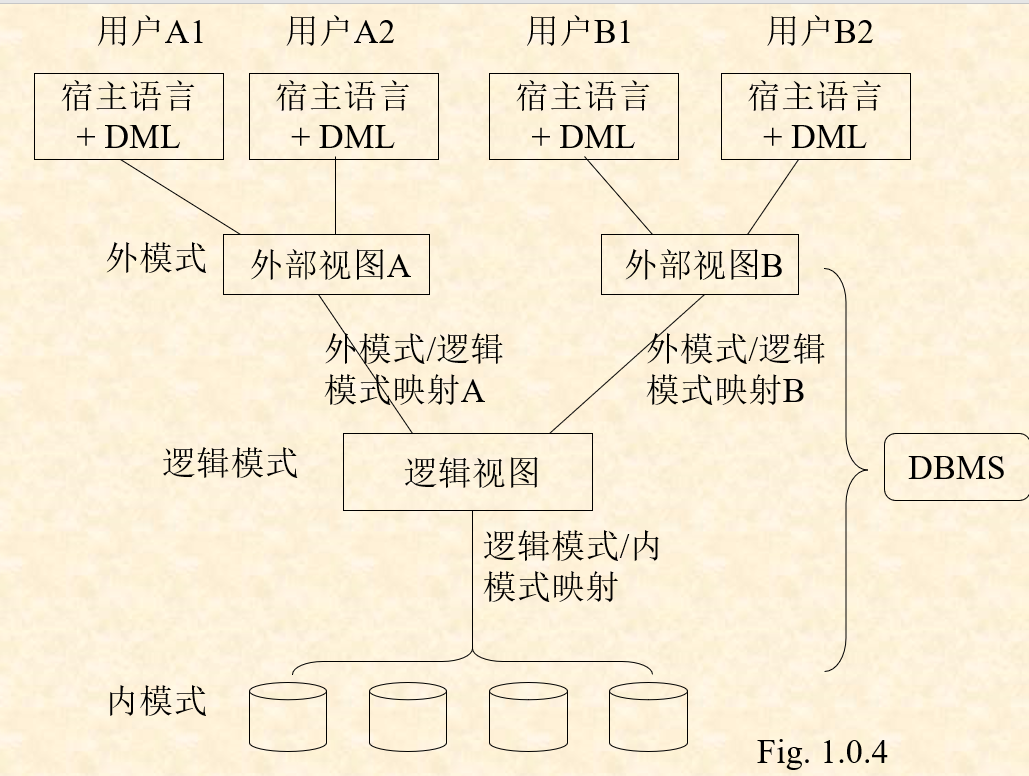 用户A1
用户A2
用户B1
用户B2
宿主语言
+ DML
宿主语言
+ DML
宿主语言
+ DML
宿主语言
+ DML
外模式
外部视图A
外部视图B
外模式/逻辑
模式映射A
外模式/逻辑
模式映射B
逻辑模式
逻辑视图
DBMS
逻辑模式/内
模式映射
内模式
Fig. 1.0.4